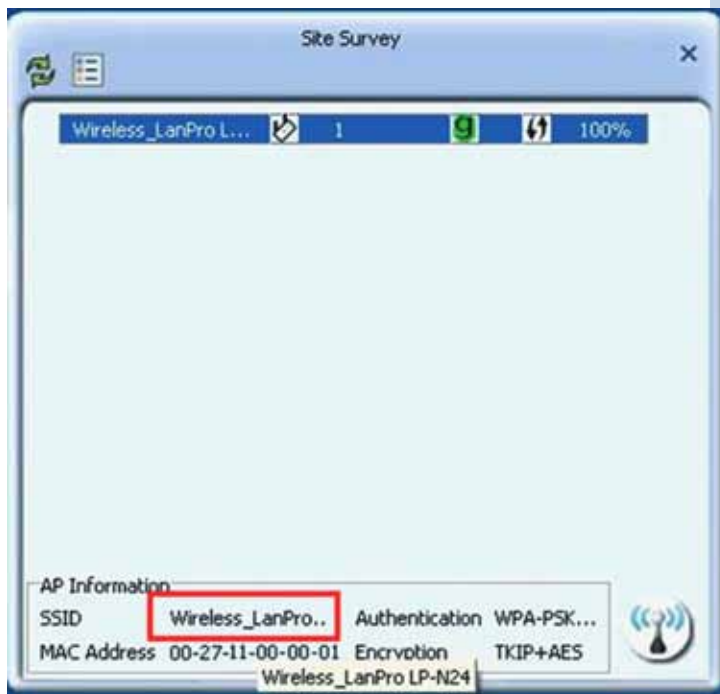 Site Survey
Wireless_LanPro L... 1 g 100%
AP Information
SSID Wireless_LanPro.. Authentication WPA-PSK...
MAC Address 00-27-11-00-00-01 Encryption TKIP+AES
Wireless_LanPro LP-N24